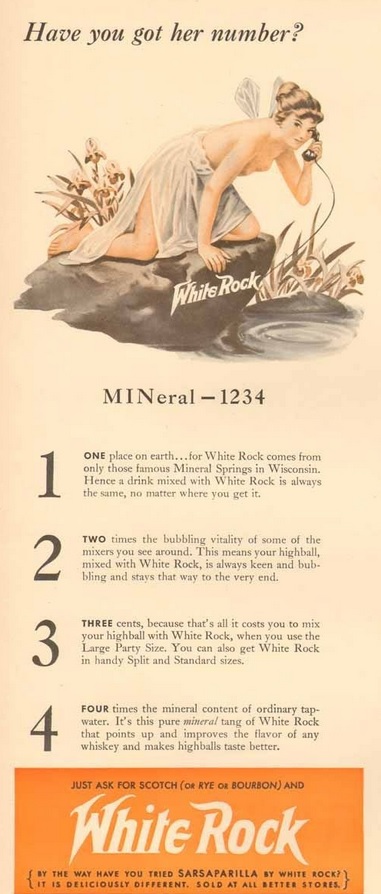 Have you got her number?
White Rock
MINeral – 1234
1
ONE place on earth...for White Rock comes from
only those famous Mineral Springs in Wisconsin.
Hence a drink mixed with White Rock is always
the same, no matter where you get it.
2
TWO times the bubbling vitality of some of the
mixers you see around. This means your highball,
mixed with White Rock, is always keen and bub-
bling and stays that way to the very end.
3
THREE cents, because that's all it costs you to mix
your highball with White Rock, when you use the
Large Party Size. You can also get White Rock
in handy Split and Standard sizes.
4
FOUR times the mineral content of ordinary tap-
water. It's this pure mineral tang of White Rock
that points up and improves the flavor of any
whiskey and makes highballs taste better.
JUST ASK FOR SCOTCH (OR RYE OR BOURBON) AND
White Rock
{ BY THE WAY HAVE YOU TRIED SARSAPARILLA BY WHITE ROCK? }
{ IT IS DELICIOUSLY DIFFERENT. SOLD AT ALL BETTER STORES. }